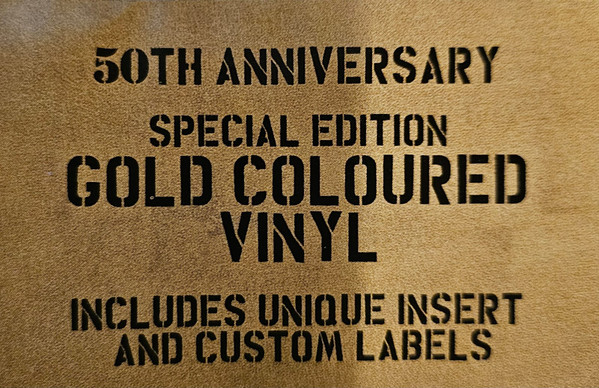 50TH ANNIVERSARY
SPECIAL EDITION
GOLD COLOURED
VINYL
INCLUDES UNIQUE INSERT
AND CUSTOM LABELS